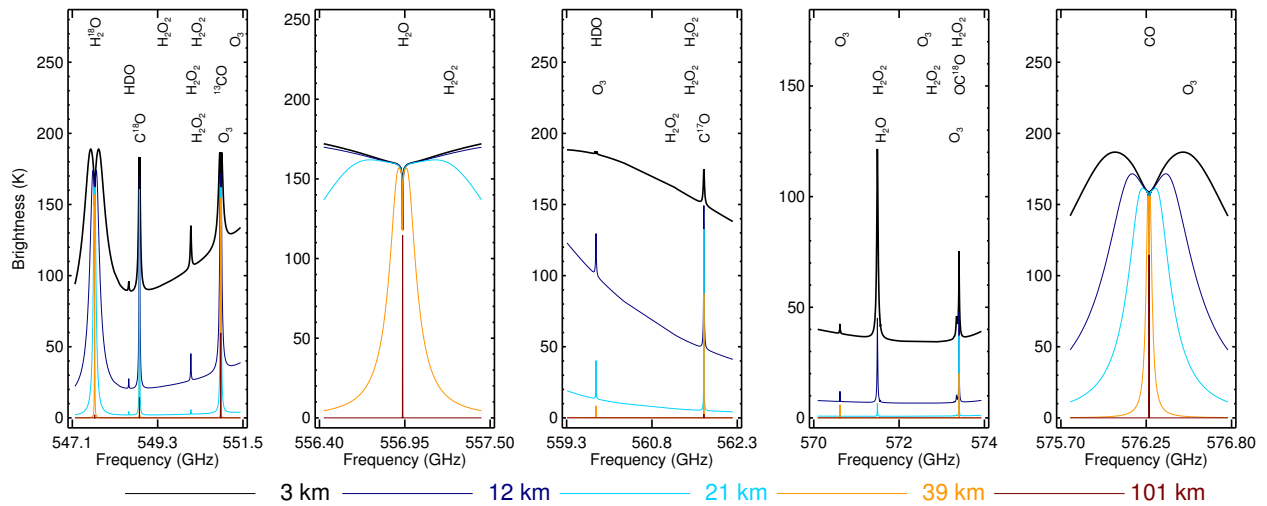 Brightness (K)
0
50
100
150
200
250
547.1
549.3
551.5
Frequency (GHz)
H₂¹⁸O
HDO
C¹⁸O
H₂O₂
H₂O₂
H₂O₂
H₂O₂
O₃
¹³CO
O₃
0
50
100
150
200
250
556.40
556.95
557.50
Frequency (GHz)
H₂O
H₂O₂
0
50
100
150
200
250
559.3
560.8
562.3
Frequency (GHz)
HDO
O₃
H₂O₂
H₂O₂
H₂O₂
C¹⁷O
0
50
100
150
570
572
574
Frequency (GHz)
O₃
H₂O₂
H₂O
O₃
H₂O₂
H₂O₂
OC¹⁸O
O₃
0
50
100
150
200
250
575.70
576.25
576.80
Frequency (GHz)
CO
O₃
3 km
12 km
21 km
39 km
101 km